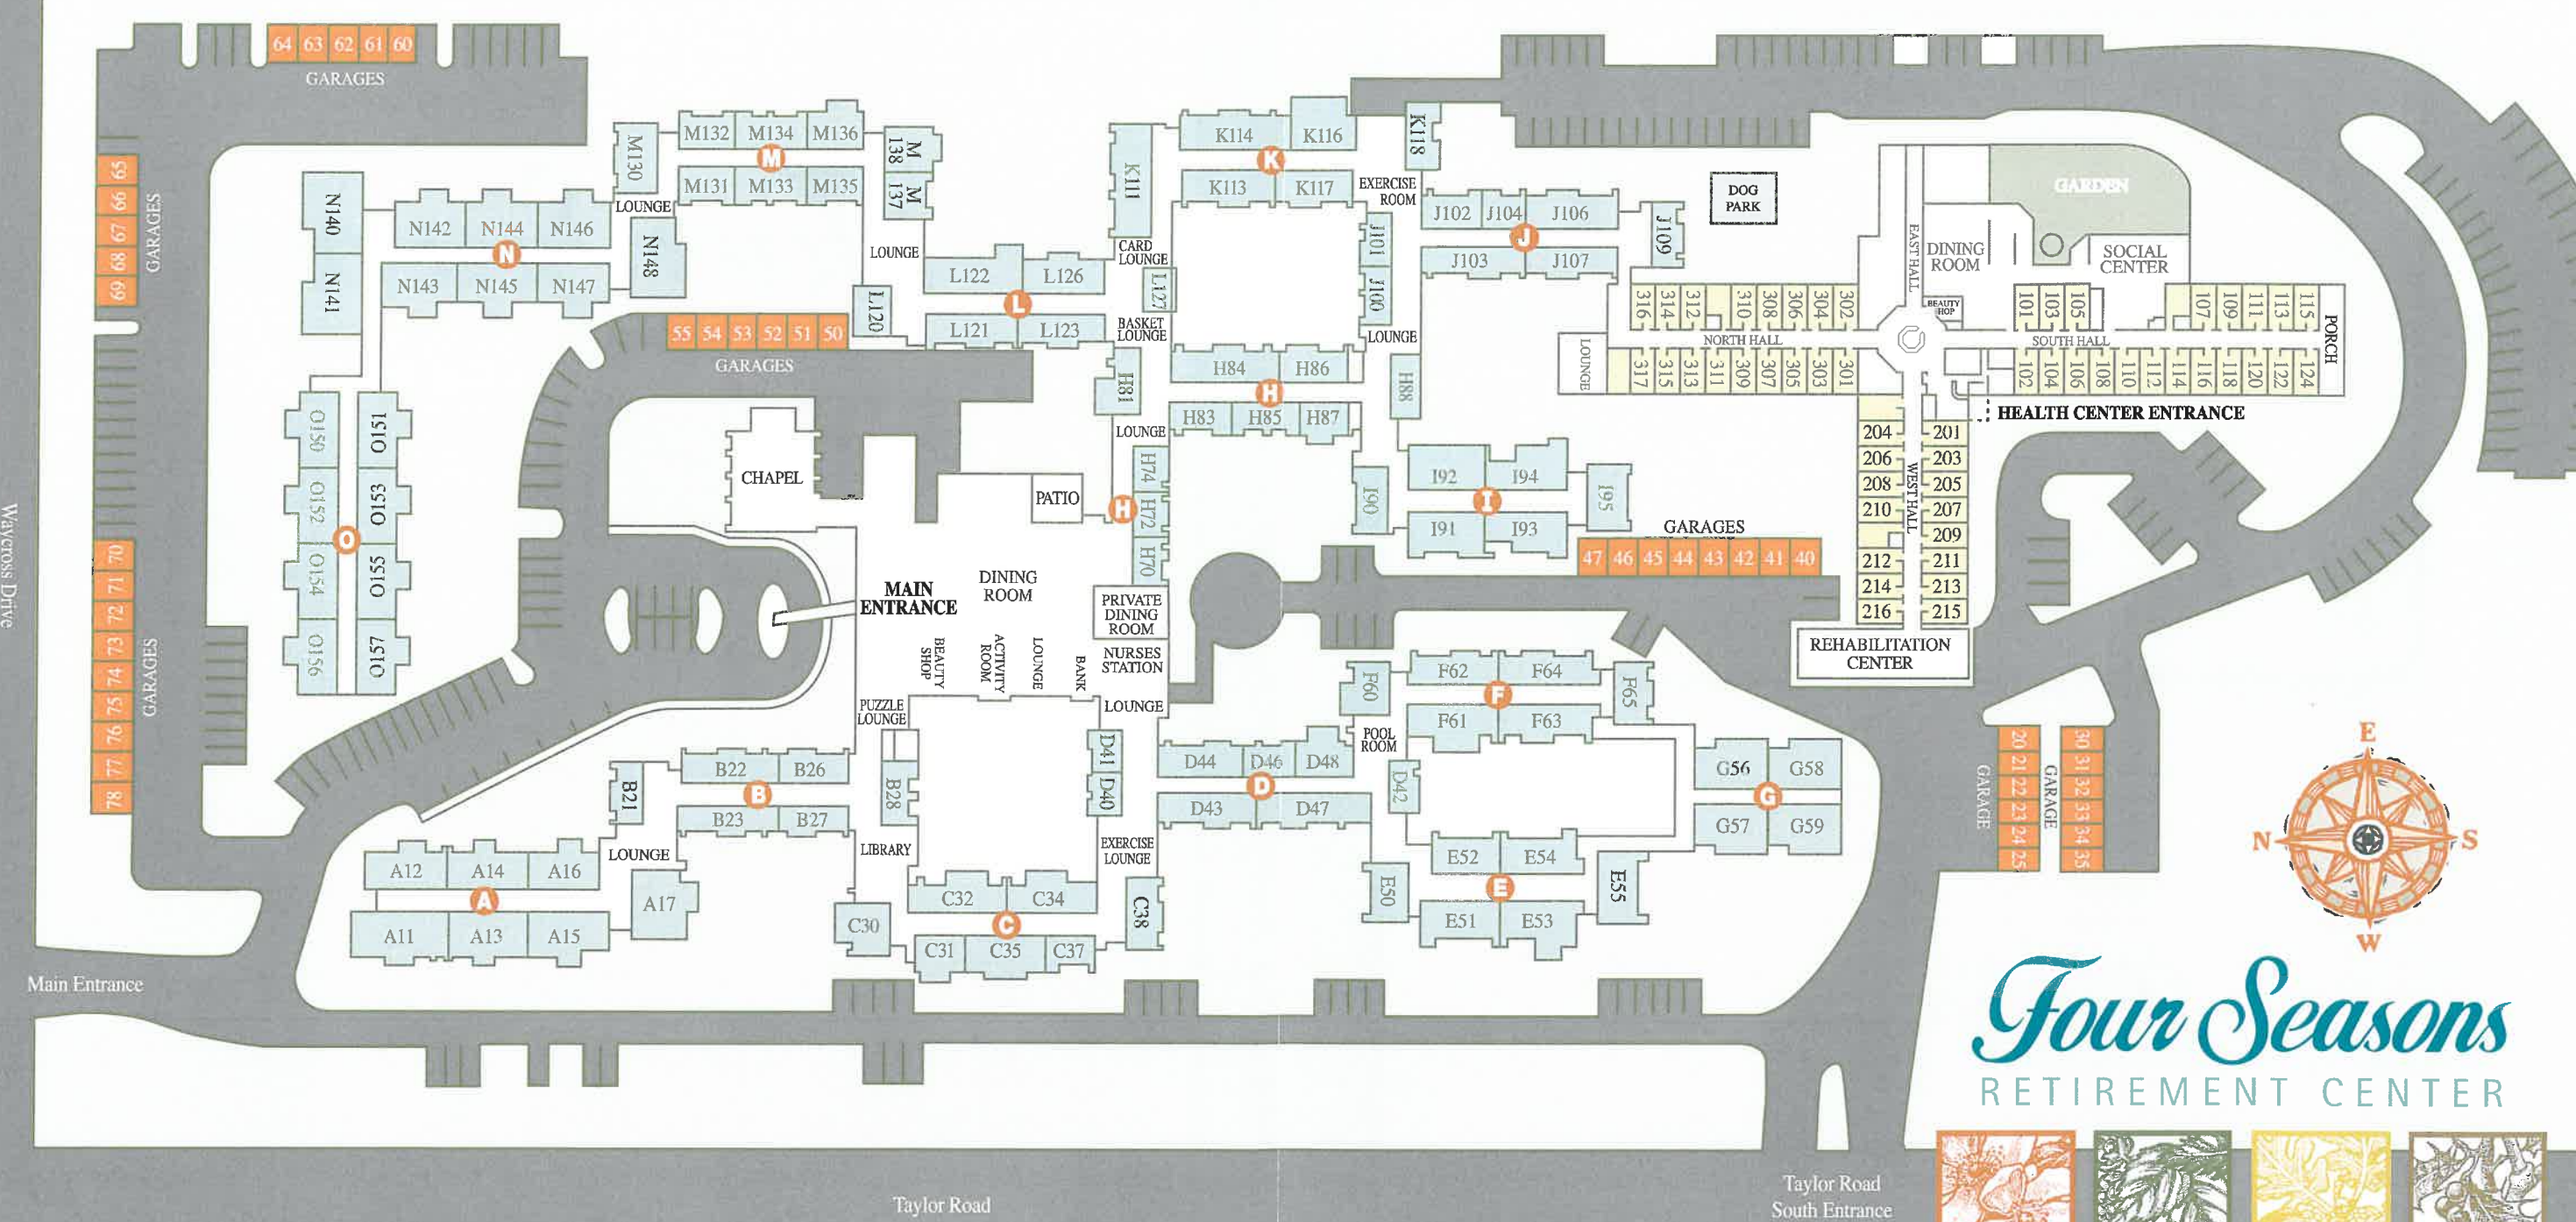 64 63 62 61 60
GARAGES
65
66
67
68
69
GARAGES
M130
M132 M134 M136
M
M131 M133 M135
M
138
M
137
LOUNGE
N140
N141
N142 N144 N146
N
N143 N145 N147
N148
LOUNGE
L120
L122 L126
L
L121 L123
L127
K111
K114 K116
K
K113 K117
K118
EXERCISE
ROOM
CARD
LOUNGE
BASKET
LOUNGE
J101
J100
LOUNGE
J102 J104 J106
J
J103 J107
J109
DOG
PARK
GARDEN
EAST HALL
DINING
ROOM
SOCIAL
CENTER
BEAUTY
HOP
316 314 312 310 308 306 304 302
NORTH HALL
LOUNGE
317 315 313 311 309 307 305 303 301
101 103 105 107 109 111 113 115
SOUTH HALL
PORCH
102 104 106 108 110 112 114 116 118 120 122 124
HEALTH CENTER ENTRANCE
204 201
206 203
208 205
210 207
209
212 211
214 213
216 215
WEST HALL
REHABILITATION
CENTER
55 54 53 52 51 50
GARAGES
CHAPEL
PATIO
H81
LOUNGE
H84 H86
H
H83 H85 H87
H88
H74
H72
H70
H
I90
I92 I94
I
I91 I93
I95
GARAGES
47 46 45 44 43 42 41 40
O150
O152
O154
O156
O
O151
O153
O155
O157
Waycross Drive
70
71
72
73
74
75
76
77
78
GARAGES
MAIN
ENTRANCE
DINING
ROOM
PRIVATE
DINING
ROOM
NURSES
STATION
BEAUTY
SHOP
ACTIVITY
ROOM
LOUNGE
BANK
LOUNGE
PUZZLE
LOUNGE
B21
B22 B26
B
B23 B27
B28
LIBRARY
LOUNGE
A12 A14 A16
A
A11 A13 A15
A17
C30
C32 C34
C
C31 C35 C37
C38
D41
D40
EXERCISE
LOUNGE
D44 D46 D48
D
D43 D47
D42
POOL
ROOM
F60
F62 F64
F
F61 F63
F65
G56 G58
G
G57 G59
E50
E52 E54
E
E51 E53
E55
20
21
22
23
24
25
GARAGE
30
31
32
33
34
35
GARAGE
E
N S
W
Four Seasons
RETIREMENT CENTER
Main Entrance
Taylor Road
Taylor Road
South Entrance